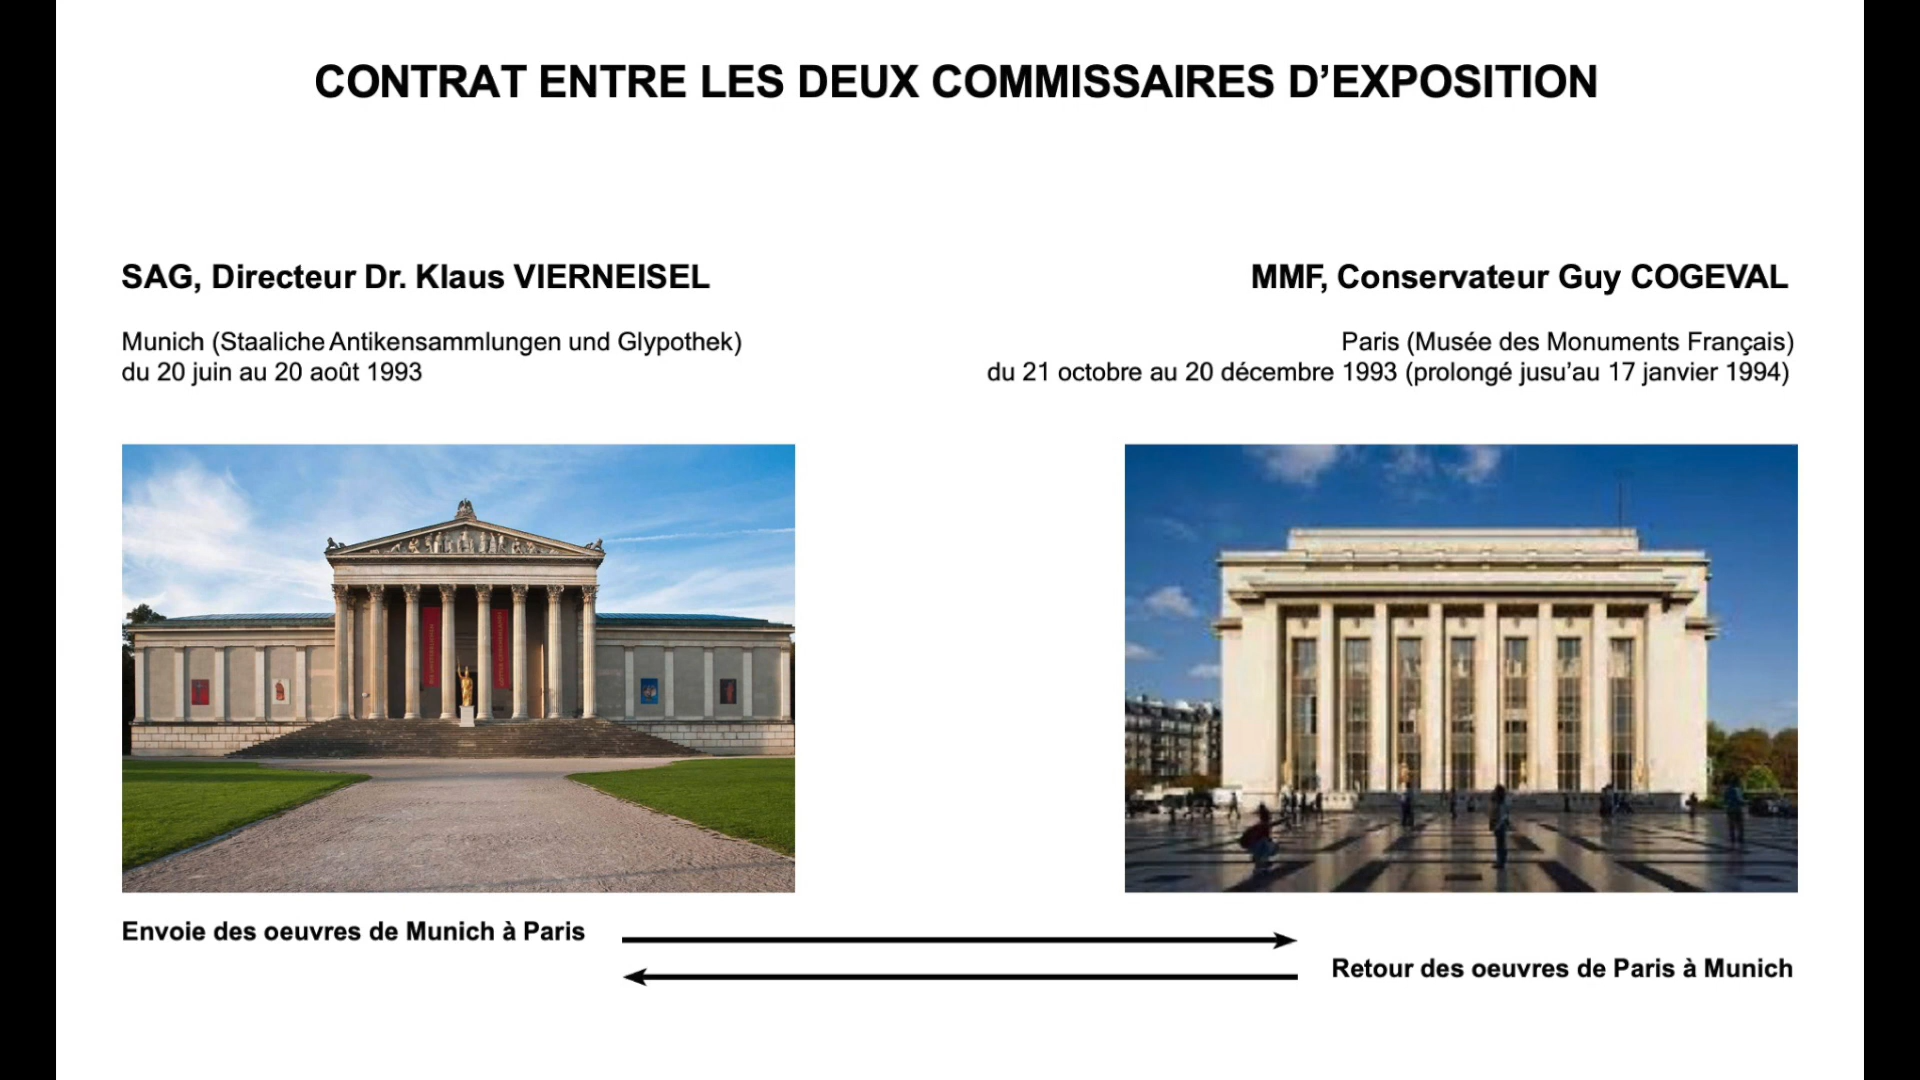 CONTRAT ENTRE LES DEUX COMMISSAIRES D’EXPOSITION
SAG, Directeur Dr. Klaus VIERNEISEL
Munich (Staaliche Antikensammlungen und Glypothek)
du 20 juin au 20 août 1993
MMF, Conservateur Guy COGEVAL
Paris (Musée des Monuments Français)
du 21 octobre au 20 décembre 1993 (prolongé jusu’au 17 janvier 1994)
Envoie des oeuvres de Munich à Paris
Retour des oeuvres de Paris à Munich